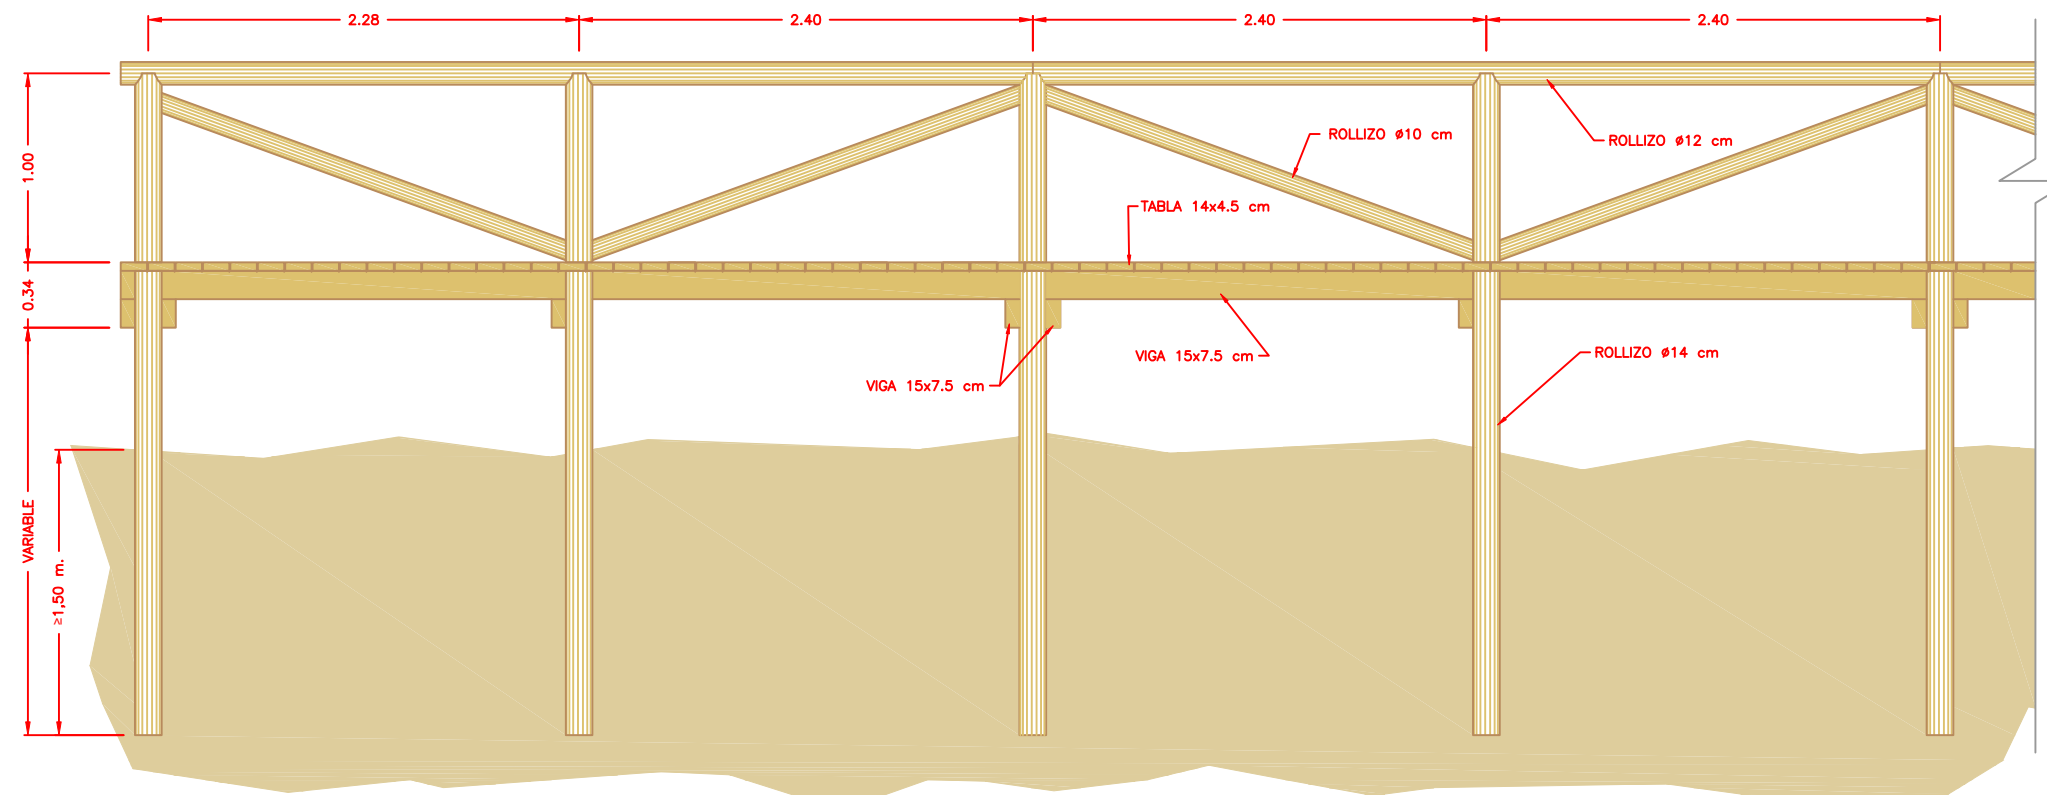 2.28
2.40
2.40
2.40
ROLLIZO ø10 cm
ROLLIZO ø12 cm
1.00
TABLA 14x4.5 cm
0.34
VIGA 15x7.5 cm
ROLLIZO ø14 cm
VIGA 15x7.5 cm
VARIABLE
≥1,50 m.